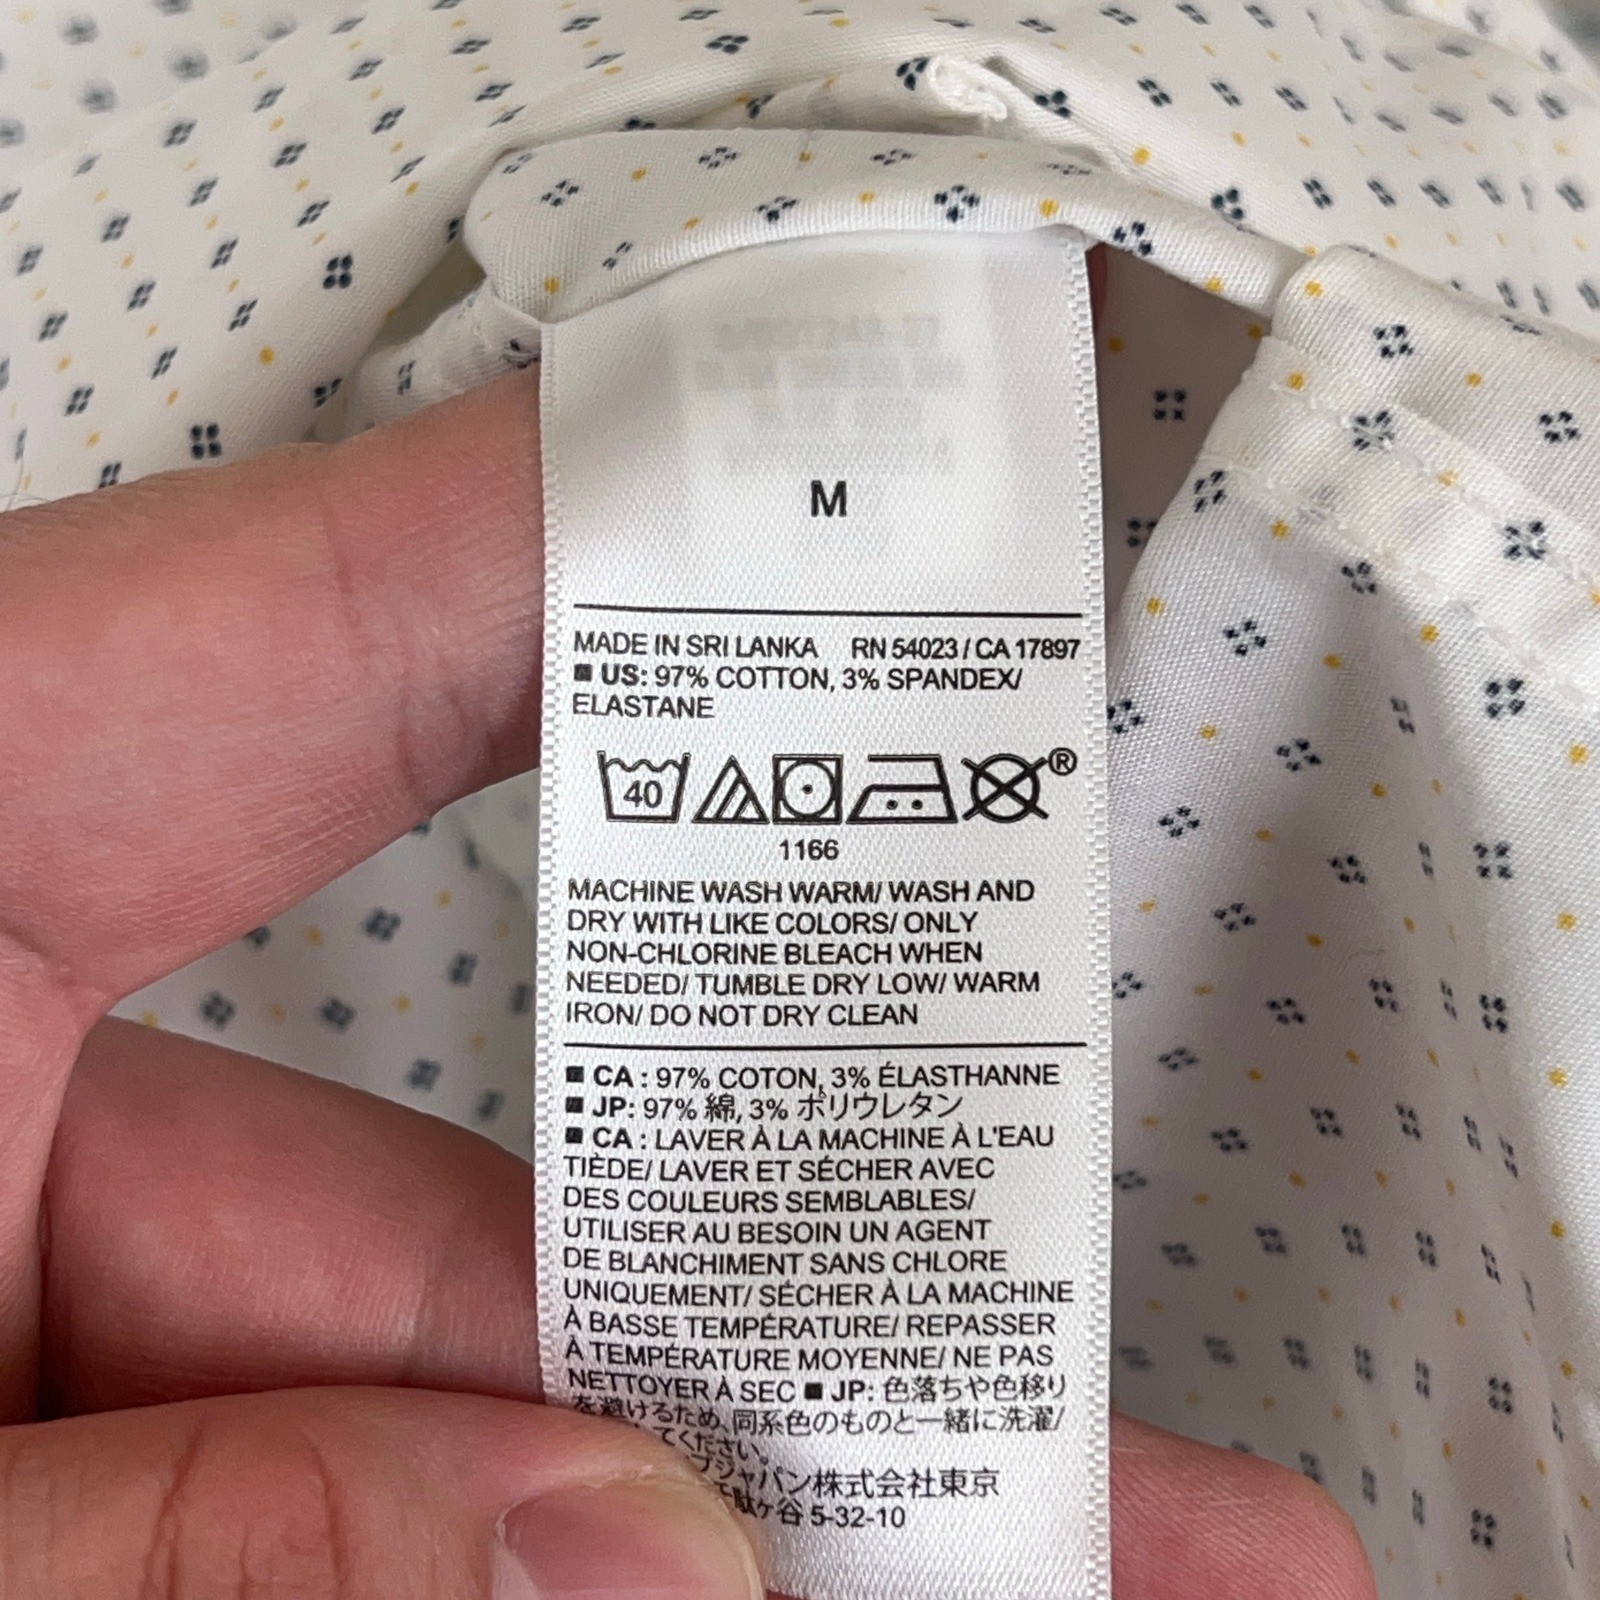 M
MADE IN SRI LANKA RN 54023 / CA 17897
■ US: 97% COTTON, 3% SPANDEX/
ELASTANE
40 ®
1166
MACHINE WASH WARM/ WASH AND
DRY WITH LIKE COLORS/ ONLY
NON-CHLORINE BLEACH WHEN
NEEDED/ TUMBLE DRY LOW/ WARM
IRON/ DO NOT DRY CLEAN
■ CA : 97% COTON, 3% ÉLASTHANNE
■ JP: 97% 綿, 3% ポリウレタン
■ CA : LAVER À LA MACHINE À L'EAU
TIÈDE/ LAVER ET SÉCHER AVEC
DES COULEURS SEMBLABLES/
UTILISER AU BESOIN UN AGENT
DE BLANCHIMENT SANS CHLORE
UNIQUEMENT/ SÉCHER À LA MACHINE
À BASSE TEMPÉRATURE/ REPASSER
À TEMPÉRATURE MOYENNE/ NE PAS
NETTOYER À SEC ■ JP: 色落ちや色移り
を避けるため、同系色のものと一緒に洗濯/
てください。
プジャパン株式会社東京
駄ヶ谷 5-32-10